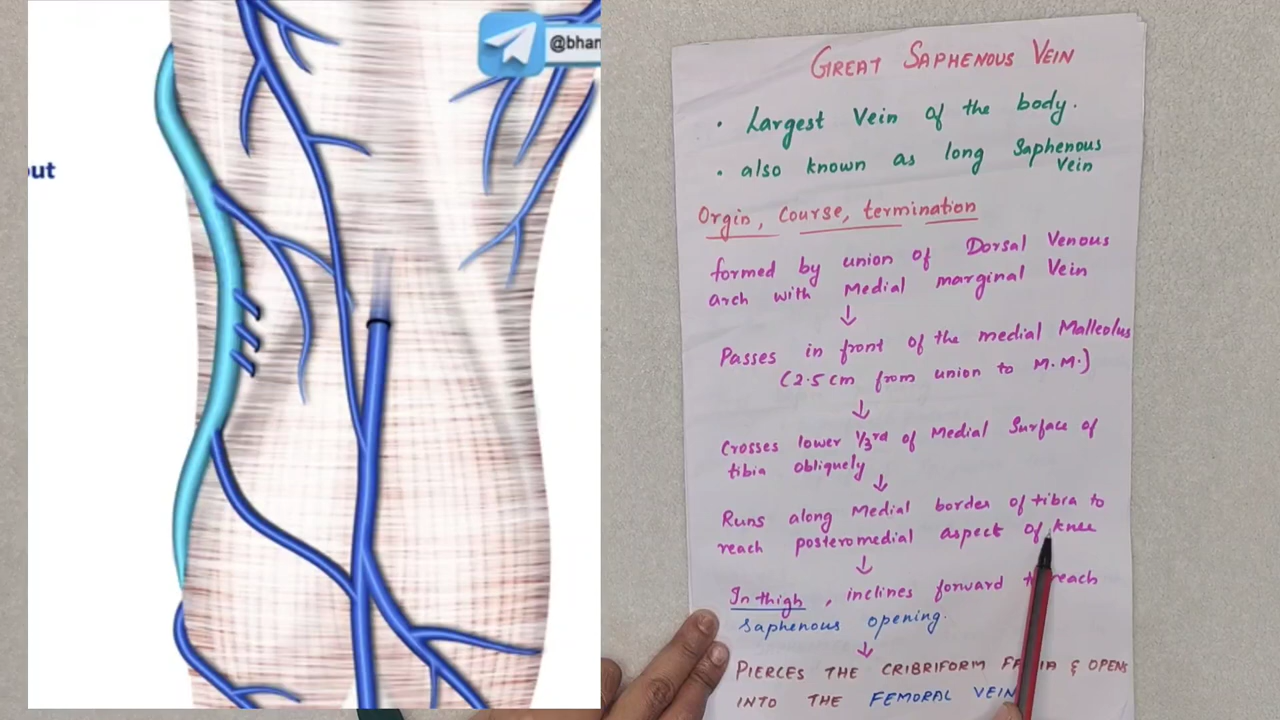 out
@bhan
GREAT SAPHENOUS VEIN
• Largest Vein of the body.
• also known as long Saphenous
Vein
Orgin, Course, termination
formed by union of Dorsal Venous
arch with Medial marginal Vein
↓
Passes in front of the medial Malleolus
(2.5cm from union to M.M.)
↓
Crosses lower 1/3rd of Medial Surface of
tibia obliquely
↓
Runs along Medial border of tibia to
reach posteromedial aspect of knee
↓
In thigh, inclines forward to reach
Saphenous opening.
↓
PIERCES THE CRIBRIFORM & OPENS
INTO THE FEMORAL VEIN